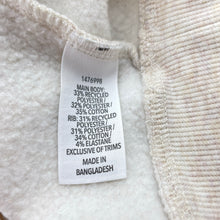 1476998
MAIN BODY:
33% RECYCLED
POLYESTER /
32% POLYESTER /
35% COTTON
RIB: 31% RECYCLED
POLYESTER /
31% POLYESTER /
34% COTTON /
4% ELASTANE
EXCLUSIVE OF TRIMS
MADE IN
BANGLADESH